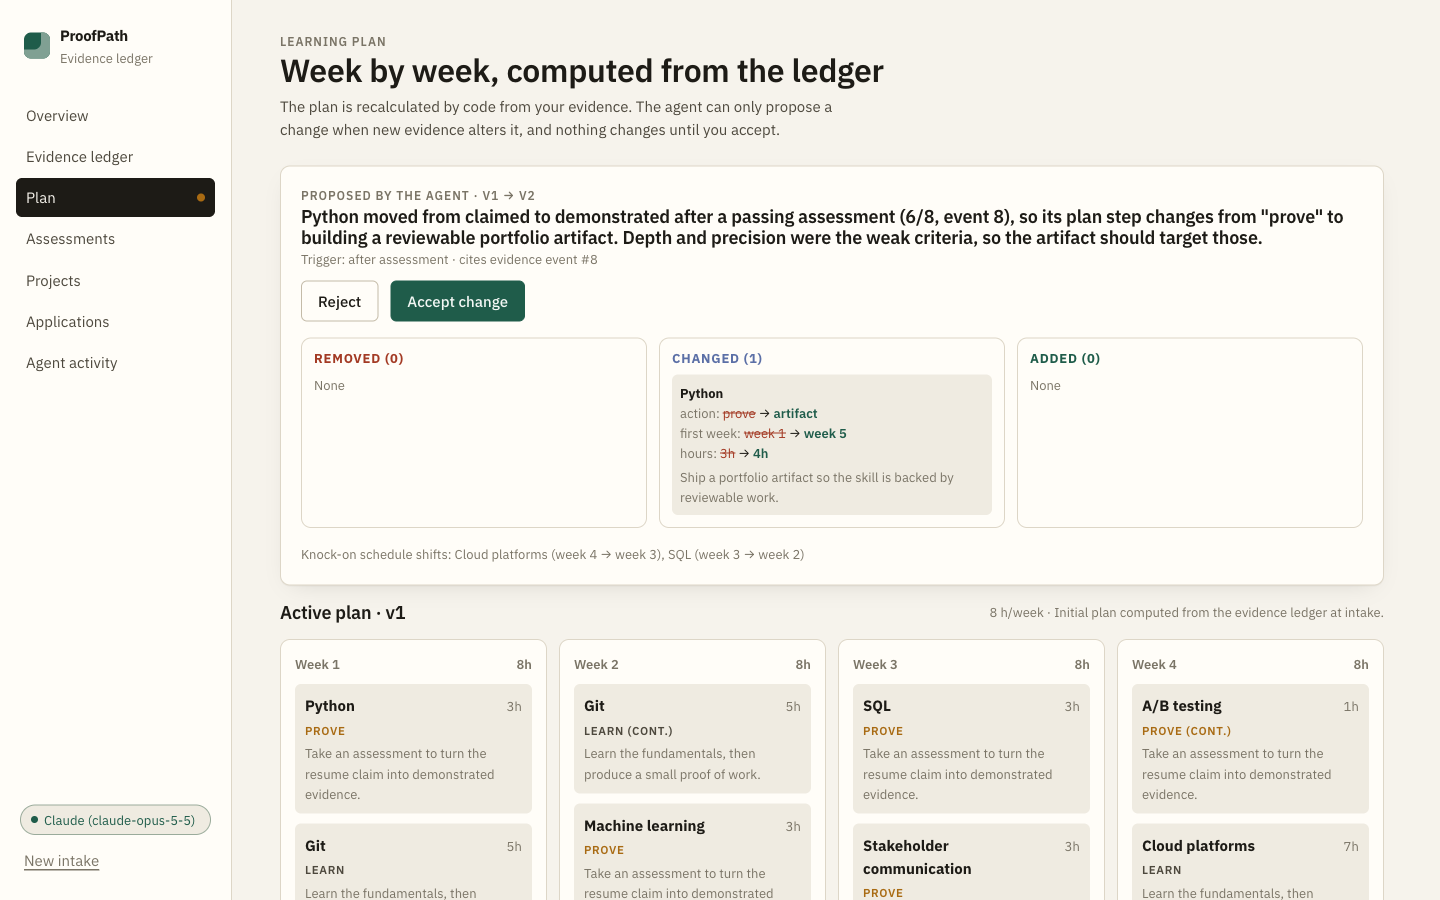 ProofPath
Evidence ledger
Overview
Evidence ledger
Plan
Assessments
Projects
Applications
Agent activity
Claude (claude-opus-5-5)
New intake
LEARNING PLAN
Week by week, computed from the ledger
The plan is recalculated by code from your evidence. The agent can only propose a
change when new evidence alters it, and nothing changes until you accept.
PROPOSED BY THE AGENT · V1 → V2
Python moved from claimed to demonstrated after a passing assessment (6/8, event 8), so its plan step changes from "prove" to
building a reviewable portfolio artifact. Depth and precision were the weak criteria, so the artifact should target those.
Trigger: after assessment · cites evidence event #8
Reject
Accept change
REMOVED (0)
None
CHANGED (1)
Python
action: prove → artifact
first week: week 1 → week 5
hours: 3h → 4h
Ship a portfolio artifact so the skill is backed by
reviewable work.
ADDED (0)
None
Knock-on schedule shifts: Cloud platforms (week 4 → week 3), SQL (week 3 → week 2)
Active plan · v1
8 h/week · Initial plan computed from the evidence ledger at intake.
Week 1 8h
Python 3h
PROVE
Take an assessment to turn the
resume claim into demonstrated
evidence.
Git 5h
LEARN
Learn the fundamentals, then
Week 2 8h
Git 5h
LEARN (CONT.)
Learn the fundamentals, then
produce a small proof of work.
Machine learning 3h
PROVE
Take an assessment to turn the
resume claim into demonstrated
Week 3 8h
SQL 3h
PROVE
Take an assessment to turn the
resume claim into demonstrated
evidence.
Stakeholder 3h
communication
PROVE
Week 4 8h
A/B testing 1h
PROVE (CONT.)
Take an assessment to turn the
resume claim into demonstrated
evidence.
Cloud platforms 7h
LEARN
Learn the fundamentals, then